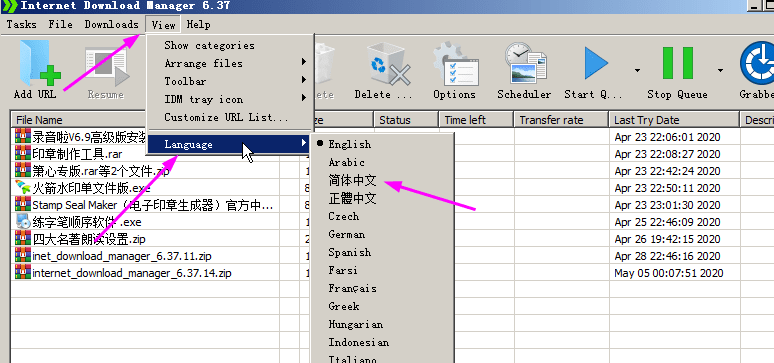 Internet Download Manager 6.37
Tasks File Downloads View Help
Show categories
Arrange files
Toolbar
IDM tray icon
Customize URL List...
Language
Add URL Resume Delete ... Options Scheduler Start Q... Stop Queue Grabbe
File Name Status Time left Transfer rate Last Try Date Descri
录音啦V6.9高级版安装 Apr 23 22:06:01 2020
印章制作工具.rar Apr 23 22:08:27 2020
箫心专版.rar等2个文件.zip Apr 23 22:42:24 2020
火箭水印单文件版.exe Apr 23 22:50:11 2020
Stamp Seal Maker（电子印章生成器）官方中... Apr 23 23:01:30 2020
练字笔顺序软件 .exe Apr 25 22:46:09 2020
四大名著朗读设置.zip Apr 26 19:42:15 2020
inet_download_manager_6.37.11.zip Apr 28 22:46:16 2020
internet_download_manager_6.37.14.zip May 05 00:07:51 2020
English
Arabic
简体中文
正體中文
Czech
German
Spanish
Farsi
Français
Greek
Hungarian
Indonesian
Italiano